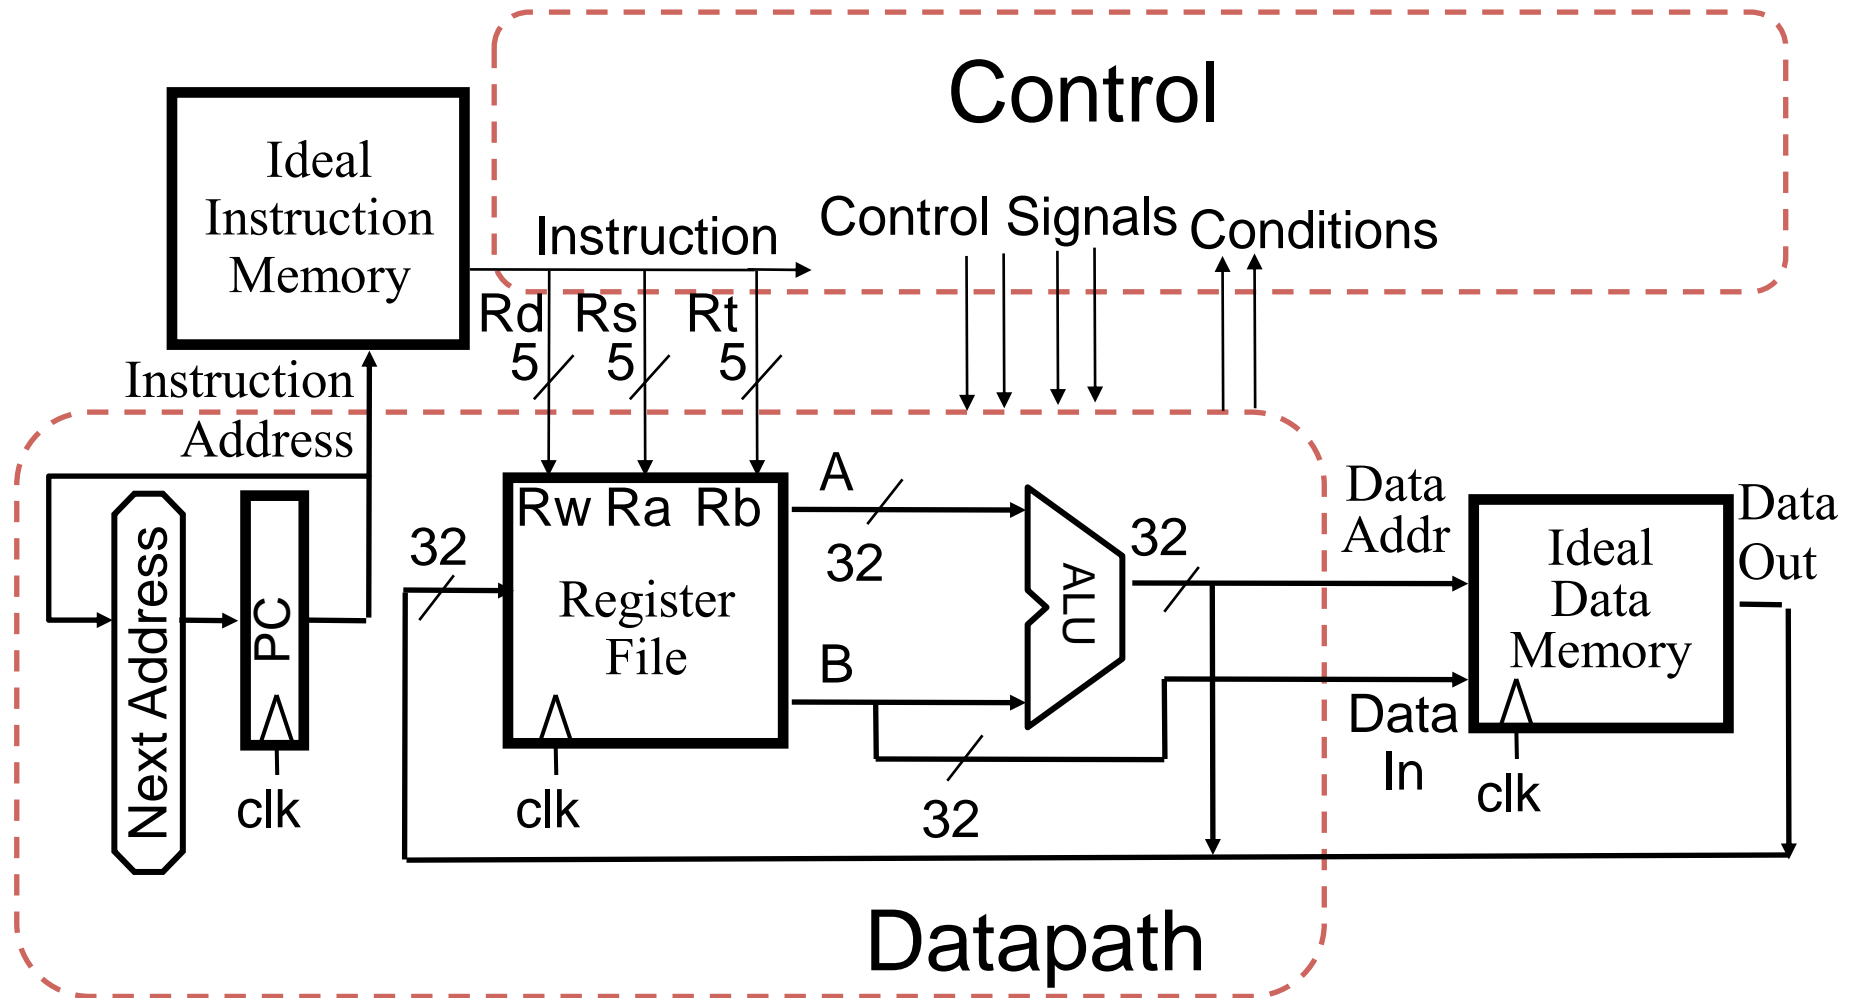 Control
Ideal
Instruction
Memory
Instruction
Control Signals
Conditions
Rd
Rs
Rt
5
5
5
Instruction
Address
Rw Ra Rb
A
32
32
32
Register
File
B
32
ALU
Next Address
PC
clk
clk
Data
Addr
Data
Out
Ideal
Data
Memory
Data
In
clk
Datapath